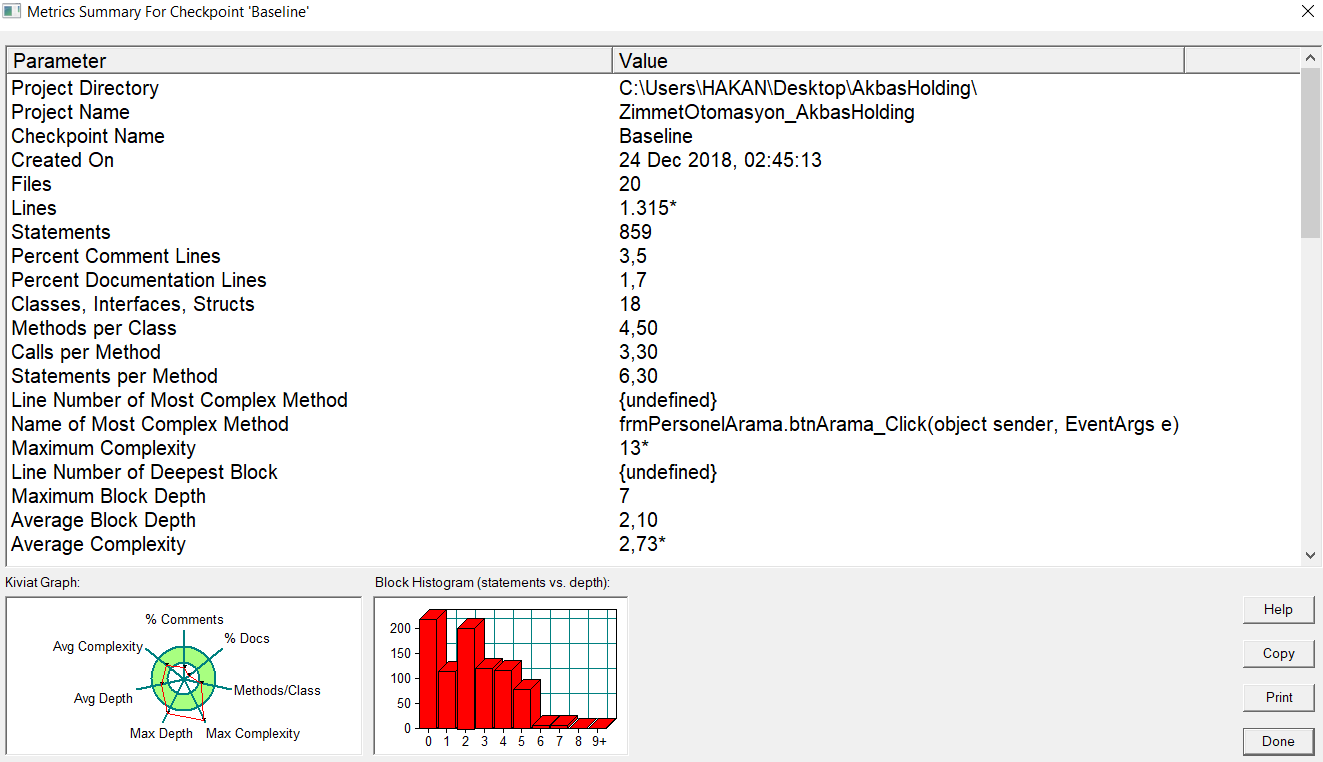 Metrics Summary For Checkpoint 'Baseline'
Parameter Value
Project Directory C:\Users\HAKAN\Desktop\AkbasHolding\
Project Name ZimmetOtomasyon_AkbasHolding
Checkpoint Name Baseline
Created On 24 Dec 2018, 02:45:13
Files 20
Lines 1.315*
Statements 859
Percent Comment Lines 3,5
Percent Documentation Lines 1,7
Classes, Interfaces, Structs 18
Methods per Class 4,50
Calls per Method 3,30
Statements per Method 6,30
Line Number of Most Complex Method {undefined}
Name of Most Complex Method frmPersonelArama.btnArama_Click(object sender, EventArgs e)
Maximum Complexity 13*
Line Number of Deepest Block {undefined}
Maximum Block Depth 7
Average Block Depth 2,10
Average Complexity 2,73*
Kiviat Graph:
% Comments
% Docs
Avg Complexity
Methods/Class
Avg Depth
Max Depth Max Complexity
Block Histogram (statements vs. depth):
200
150
100
50
0
0 1 2 3 4 5 6 7 8 9+
Help
Copy
Print
Done